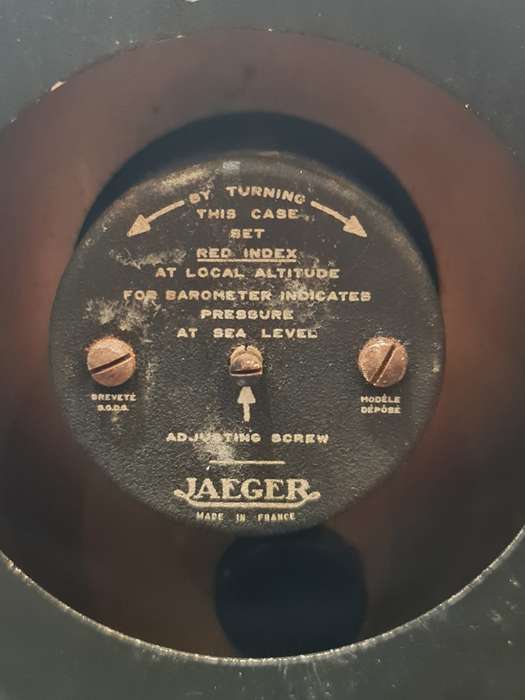 BY TURNING
THIS CASE
SET
RED INDEX
AT LOCAL ALTITUDE
FOR BAROMETER INDICATES
PRESSURE
AT SEA LEVEL
BREVETÉ
S.G.D.G.
MODÈLE
DÉPOSÉ
ADJUSTING SCREW
JAEGER
MADE IN FRANCE